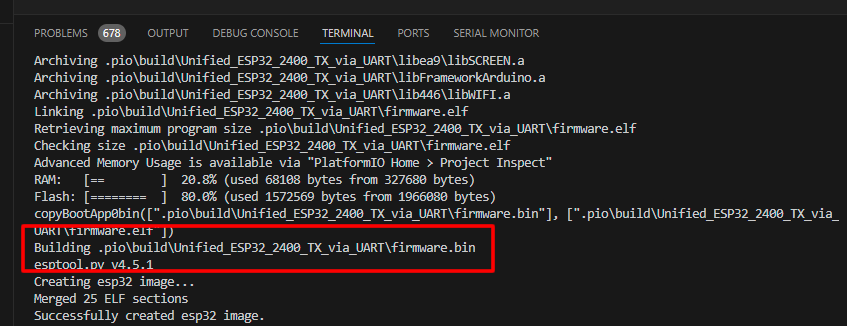 PROBLEMS 678 OUTPUT DEBUG CONSOLE TERMINAL PORTS SERIAL MONITOR
Archiving .pio\build\Unified_ESP32_2400_TX_via_UART\libea9\libSCREEN.a
Archiving .pio\build\Unified_ESP32_2400_TX_via_UART\libFrameworkArduino.a
Archiving .pio\build\Unified_ESP32_2400_TX_via_UART\lib446\libWIFI.a
Linking .pio\build\Unified_ESP32_2400_TX_via_UART\firmware.elf
Retrieving maximum program size .pio\build\Unified_ESP32_2400_TX_via_UART\firmware.elf
Checking size .pio\build\Unified_ESP32_2400_TX_via_UART\firmware.elf
Advanced Memory Usage is available via "PlatformIO Home > Project Inspect"
RAM:   [==        ]  20.8% (used 68108 bytes from 327680 bytes)
Flash: [========  ]  80.0% (used 1572569 bytes from 1966080 bytes)
copyBootApp0bin([".pio\build\Unified_ESP32_2400_TX_via_UART\firmware.bin"], [".pio\build\Unified_ESP32_2400_TX_via_
UART\firmware.elf"])
Building .pio\build\Unified_ESP32_2400_TX_via_UART\firmware.bin
esptool.py v4.5.1
Creating esp32 image...
Merged 25 ELF sections
Successfully created esp32 image.